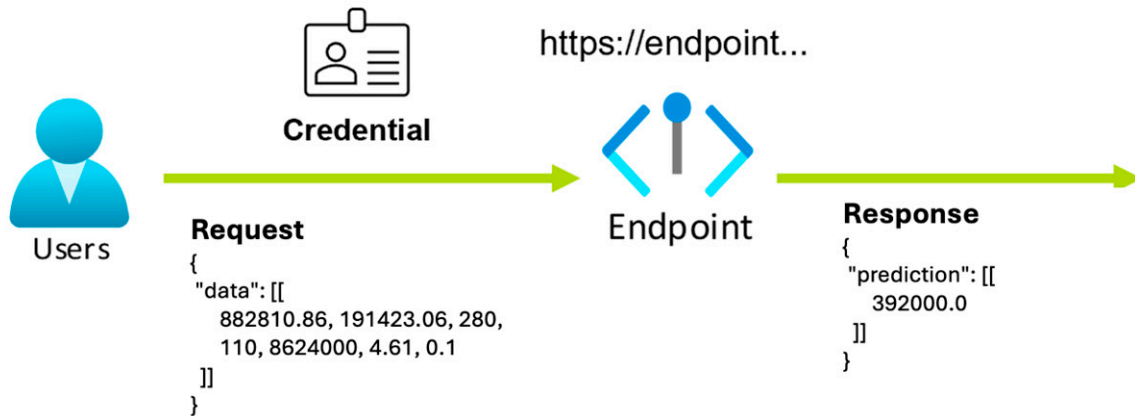 https://endpoint...
Credential
Users
Request
{
"data": [[
882810.86, 191423.06, 280,
110, 8624000, 4.61, 0.1
]]
}
Endpoint
Response
{
"prediction": [[
392000.0
]]
}